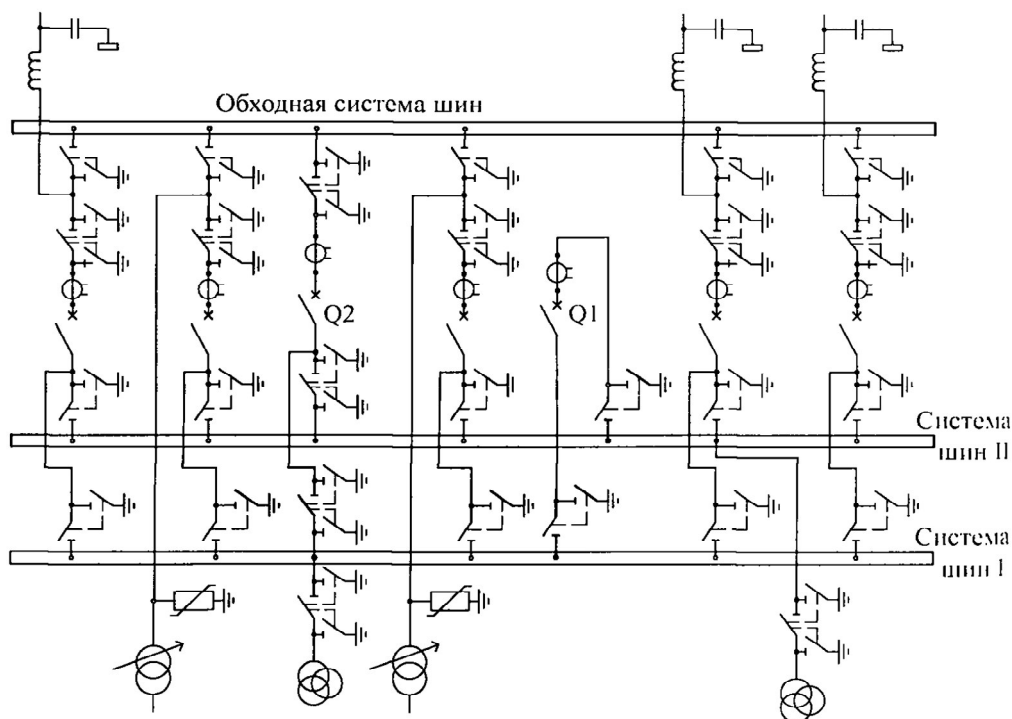 Обходная система шин
Q2
Q1
Система
шин II
Система
шин I